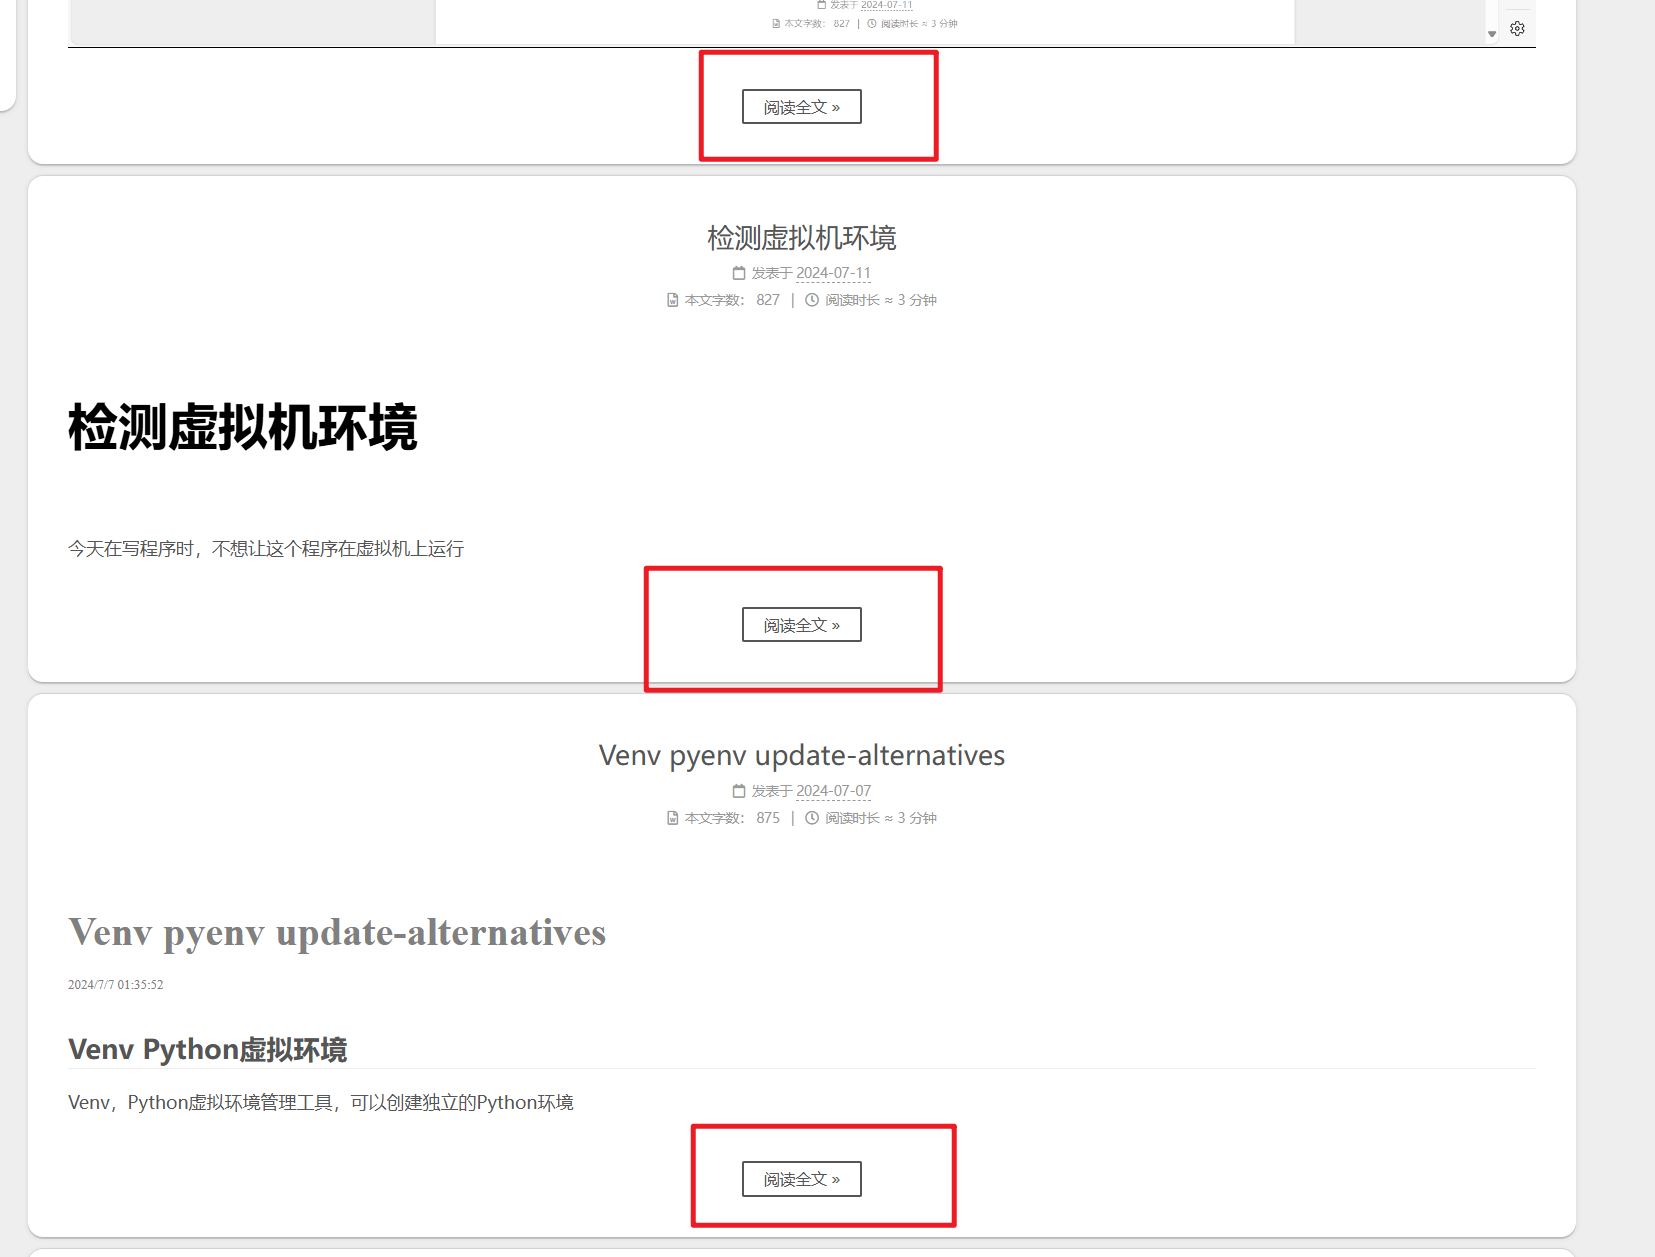 发表于 2024-07-11
本文字数： 827 | 阅读时长 ≈ 3 分钟
阅读全文 »
检测虚拟机环境
发表于 2024-07-11
本文字数： 827 | 阅读时长 ≈ 3 分钟
检测虚拟机环境
今天在写程序时，不想让这个程序在虚拟机上运行
阅读全文 »
Venv pyenv update-alternatives
发表于 2024-07-07
本文字数： 875 | 阅读时长 ≈ 3 分钟
Venv pyenv update-alternatives
2024/7/7 01:35:52
Venv Python虚拟环境
Venv，Python虚拟环境管理工具，可以创建独立的Python环境
阅读全文 »